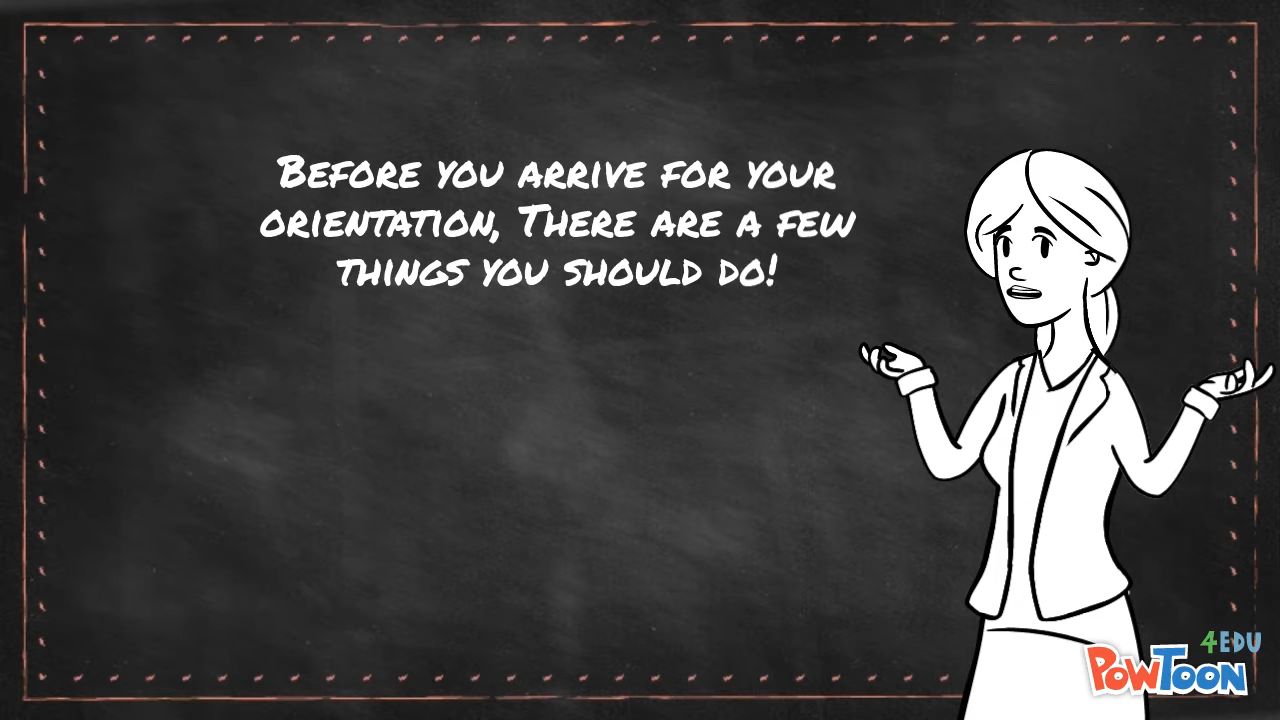 Before you arrive for your
orientation, There are a few
things you should do!
4EDU
POWTOON